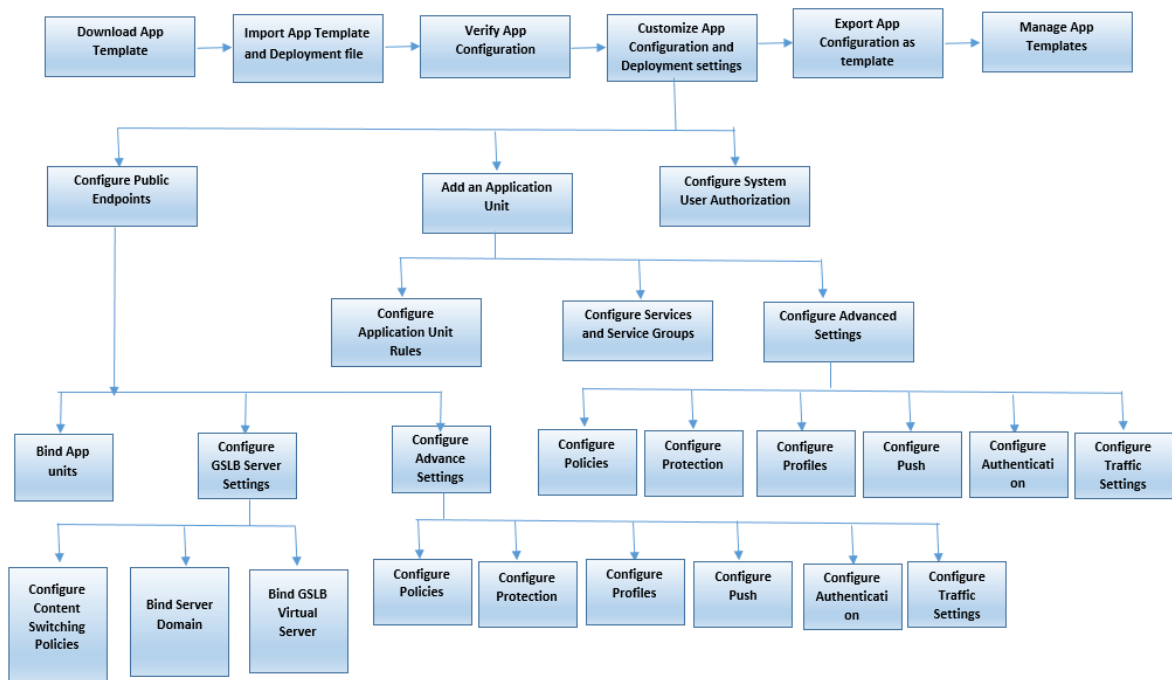 Download App
Template
Import App Template
and Deployment file
Verify App
Configuration
Customize App
Configuration and
Deployment settings
Export App
Configuration as
template
Manage App
Templates
Configure Public
Endpoints
Add an Application
Unit
Configure System
User Authorization
Configure
Application Unit
Rules
Configure Services
and Service Groups
Configure Advanced
Settings
Bind App
units
Configure
GSLB Server
Settings
Configure
Advance
Settings
Configure
Policies
Configure
Protection
Configure
Profiles
Configure
Push
Configure
Authenticati
on
Configure
Traffic
Settings
Configure
Content
Switching
Policies
Bind Server
Domain
Bind GSLB
Virtual
Server
Configure
Policies
Configure
Protection
Configure
Profiles
Configure
Push
Configure
Authenticati
on
Configure
Traffic
Settings